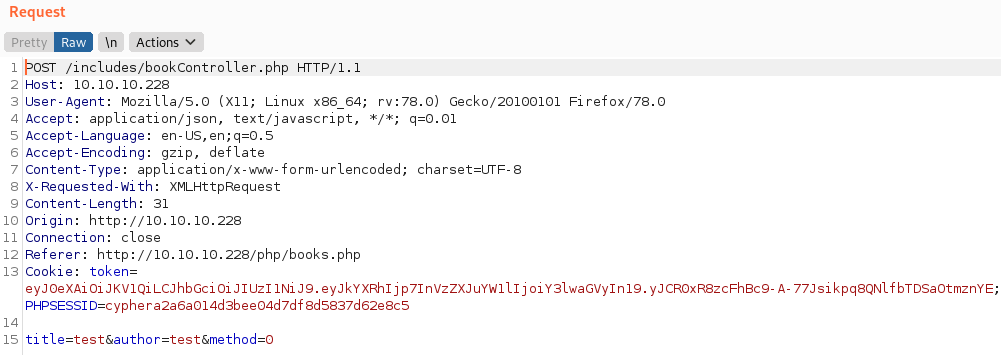 Request
Pretty Raw \n Actions
1 POST /includes/bookController.php HTTP/1.1
2 Host: 10.10.10.228
3 User-Agent: Mozilla/5.0 (X11; Linux x86_64; rv:78.0) Gecko/20100101 Firefox/78.0
4 Accept: application/json, text/javascript, */*; q=0.01
5 Accept-Language: en-US,en;q=0.5
6 Accept-Encoding: gzip, deflate
7 Content-Type: application/x-www-form-urlencoded; charset=UTF-8
8 X-Requested-With: XMLHttpRequest
9 Content-Length: 31
10 Origin: http://10.10.10.228
11 Connection: close
12 Referer: http://10.10.10.228/php/books.php
13 Cookie: token=
eyJ0eXAiOiJKV1QiLCJhbGciOiJIUzI1NiJ9.eyJkYXRhIjp7InVzZXJuYW1lIjoiY3lwaGVyIn19.yJCR0xR8zcFhBc9-A-77Jsikpq8QNlfbTDSaOtmznYE;
PHPSESSID=cyphera2a6a014d3bee04d7df8d5837d62e8c5
14
15 title=test&author=test&method=0